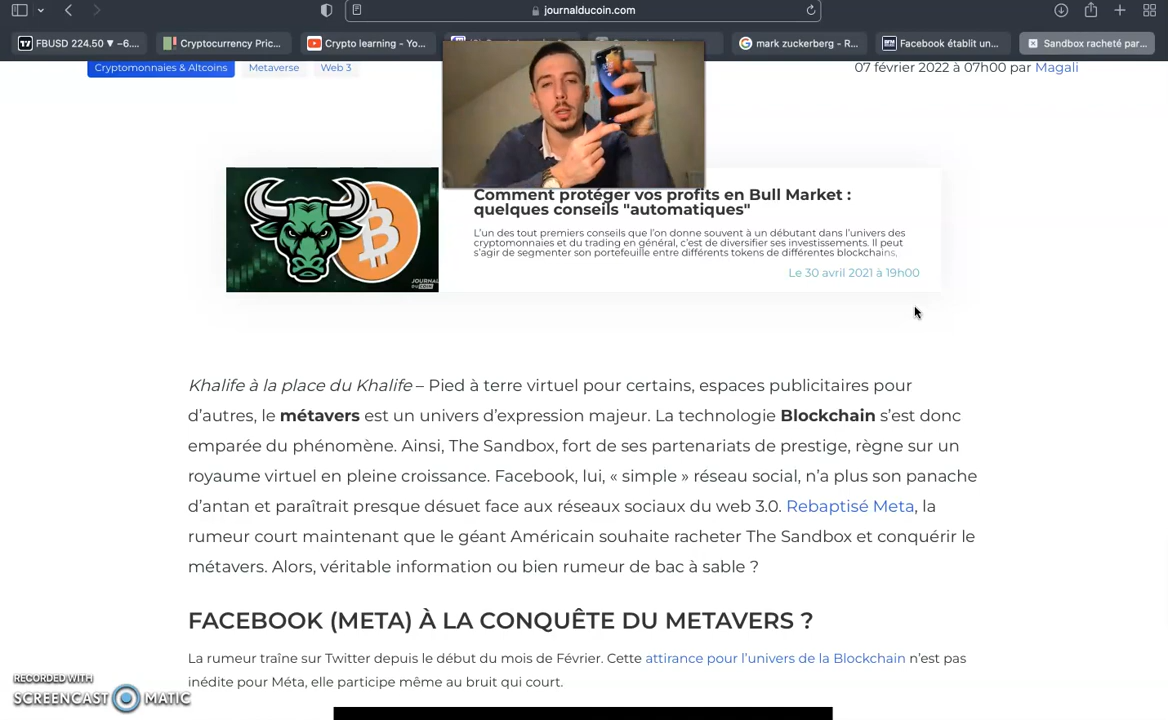 journalducoin.com
FBUSD 224.50 ▼ −6....
Cryptocurrency Pric...
Crypto learning - Yo...
mark zuckerberg - R...
Facebook établit un...
Sandbox racheté par...
Cryptomonnaies & Altcoins
Metaverse
Web 3
07 février 2022 à 07h00 par Magali
Comment protéger vos profits en Bull Market :
quelques conseils "automatiques"
L'un des tout premiers conseils que l'on donne souvent à un débutant dans l'univers des
cryptomonnaies et du trading en général, c'est de diversifier ses investissements. Il peut
s'agir de segmenter son portefeuille entre différents tokens de différentes blockchains,
Le 30 avril 2021 à 19h00
JOURNAL
DU COIN
Khalife à la place du Khalife – Pied à terre virtuel pour certains, espaces publicitaires pour
d'autres, le métavers est un univers d'expression majeur. La technologie Blockchain s'est donc
emparée du phénomène. Ainsi, The Sandbox, fort de ses partenariats de prestige, règne sur un
royaume virtuel en pleine croissance. Facebook, lui, « simple » réseau social, n'a plus son panache
d'antan et paraîtrait presque désuet face aux réseaux sociaux du web 3.0. Rebaptisé Meta, la
rumeur court maintenant que le géant Américain souhaite racheter The Sandbox et conquérir le
métavers. Alors, véritable information ou bien rumeur de bac à sable ?
FACEBOOK (META) À LA CONQUÊTE DU METAVERS ?
La rumeur traîne sur Twitter depuis le début du mois de Février. Cette attirance pour l'univers de la Blockchain n'est pas
inédite pour Méta, elle participe même au bruit qui court.
RECORDED WITH
SCREENCAST MATIC